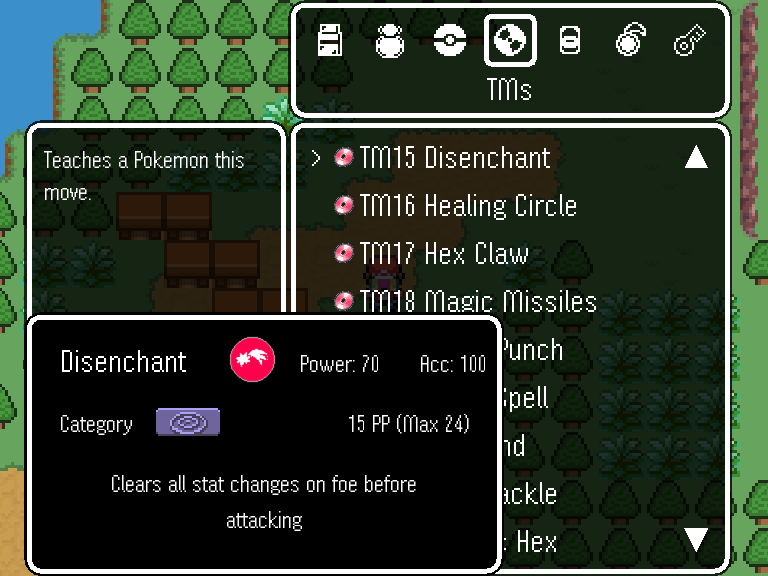 TMs
Teaches a Pokemon this
move.
> TM15 Disenchant
TM16 Healing Circle
TM17 Hex Claw
TM18 Magic Missiles
Punch
Spell
ackle
Hex
Disenchant Power: 70 Acc: 100
Category 15 PP (Max 24)
Clears all stat changes on foe before
attacking